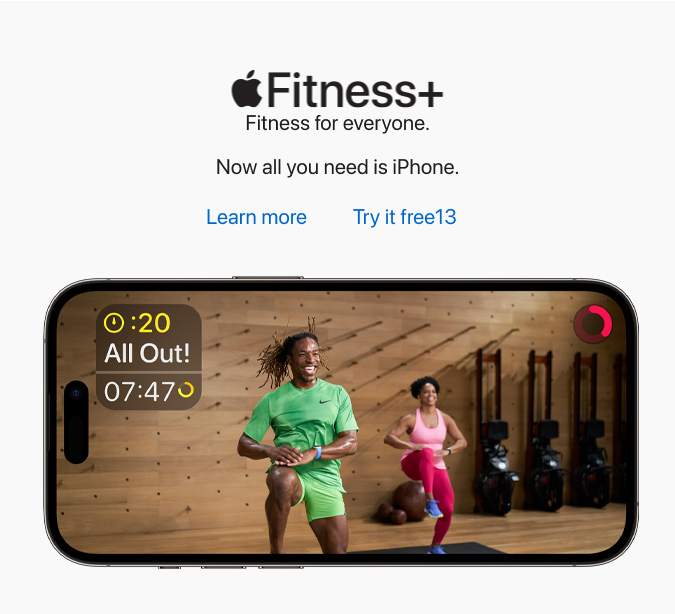 Fitness+
Fitness for everyone.
Now all you need is iPhone.
Learn more Try it free13
:20
All Out!
07:47